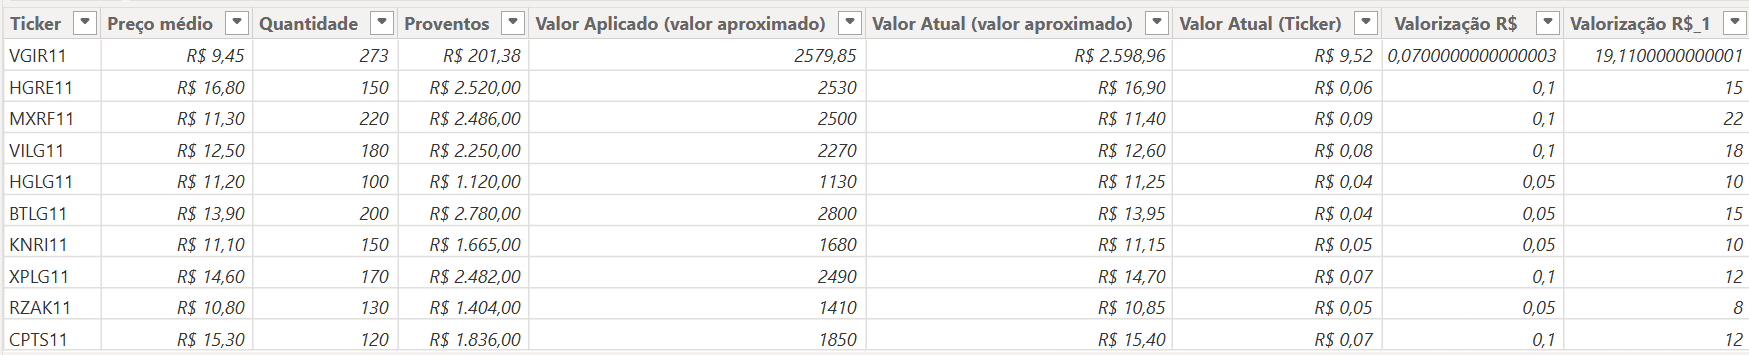 Ticker Preço médio Quantidade Proventos Valor Aplicado (valor aproximado) Valor Atual (valor aproximado) Valor Atual (Ticker) Valorização R$ Valorização R$_1
VGIR11 R$ 9,45 273 R$ 201,38 2579,85 R$ 2.598,96 R$ 9,52 0,0700000000000003 19,1100000000001
HGRE11 R$ 16,80 150 R$ 2.520,00 2530 R$ 16,90 R$ 0,06 0,1 15
MXRF11 R$ 11,30 220 R$ 2.486,00 2500 R$ 11,40 R$ 0,09 0,1 22
VILG11 R$ 12,50 180 R$ 2.250,00 2270 R$ 12,60 R$ 0,08 0,1 18
HGLG11 R$ 11,20 100 R$ 1.120,00 1130 R$ 11,25 R$ 0,04 0,05 10
BTLG11 R$ 13,90 200 R$ 2.780,00 2800 R$ 13,95 R$ 0,04 0,05 15
KNRI11 R$ 11,10 150 R$ 1.665,00 1680 R$ 11,15 R$ 0,05 0,05 10
XPLG11 R$ 14,60 170 R$ 2.482,00 2490 R$ 14,70 R$ 0,07 0,1 12
RZAK11 R$ 10,80 130 R$ 1.404,00 1410 R$ 10,85 R$ 0,05 0,05 8
CPTS11 R$ 15,30 120 R$ 1.836,00 1850 R$ 15,40 R$ 0,07 0,1 12